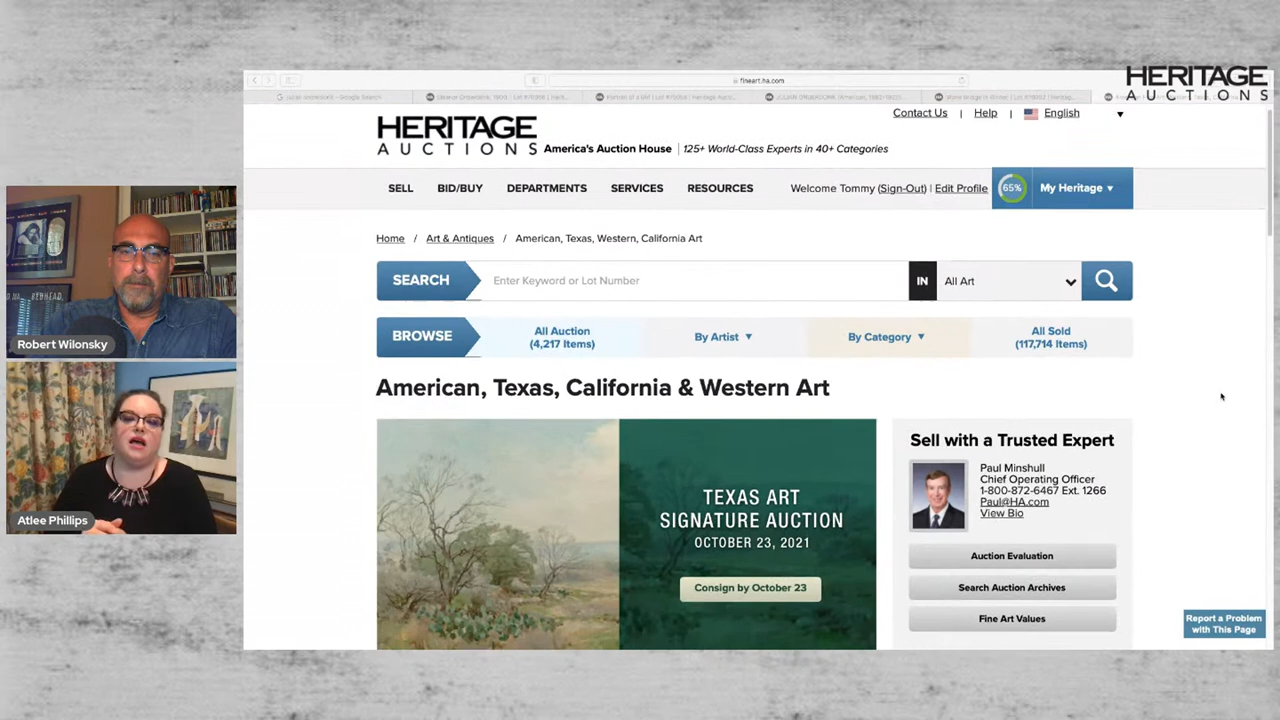 HERITAGE
AUCTIONS
fineart.ha.com
Contact Us | Help | English
HERITAGE
AUCTIONS America's Auction House | 125+ World-Class Experts in 40+ Categories
SELL BID/BUY DEPARTMENTS SERVICES RESOURCES Welcome Tommy (Sign-Out) | Edit Profile 65% My Heritage
Home / Art & Antiques / American, Texas, Western, California Art
SEARCH Enter Keyword or Lot Number IN All Art
BROWSE All Auction (4,217 Items) By Artist By Category All Sold (117,714 Items)
American, Texas, California & Western Art
TEXAS ART
SIGNATURE AUCTION
OCTOBER 23, 2021
Consign by October 23
Sell with a Trusted Expert
Paul Minshull
Chief Operating Officer
1-800-872-6467 Ext. 1266
Paul@HA.com
View Bio
Auction Evaluation
Search Auction Archives
Fine Art Values
Report a Problem
with This Page
Robert Wilonsky
Atlee Phillips